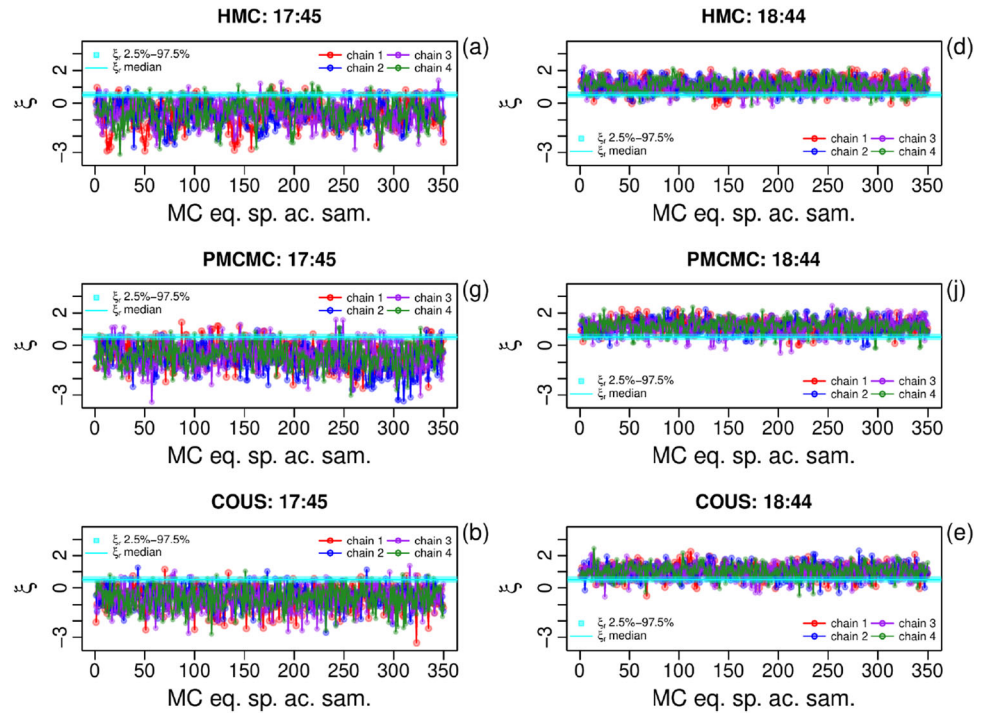 HMC: 17:45
(a)
ξr 2.5%−97.5%
ξr median
chain 1 chain 3
chain 2 chain 4
ξ
2
0
−3
0 50 100 150 200 250 300 350
MC eq. sp. ac. sam.
HMC: 18:44
(d)
ξr 2.5%−97.5%
ξr median
chain 1 chain 3
chain 2 chain 4
ξ
2
0
−3
0 50 100 150 200 250 300 350
MC eq. sp. ac. sam.
PMCMC: 17:45
(g)
ξr 2.5%−97.5%
ξr median
chain 1 chain 3
chain 2 chain 4
ξ
2
0
−3
0 50 100 150 200 250 300 350
MC eq. sp. ac. sam.
PMCMC: 18:44
(j)
ξr 2.5%−97.5%
ξr median
chain 1 chain 3
chain 2 chain 4
ξ
2
0
−3
0 50 100 150 200 250 300 350
MC eq. sp. ac. sam.
COUS: 17:45
(b)
ξr 2.5%−97.5%
ξr median
chain 1 chain 3
chain 2 chain 4
ξ
2
0
−3
0 50 100 150 200 250 300 350
MC eq. sp. ac. sam.
COUS: 18:44
(e)
ξr 2.5%−97.5%
ξr median
chain 1 chain 3
chain 2 chain 4
ξ
2
0
−3
0 50 100 150 200 250 300 350
MC eq. sp. ac. sam.